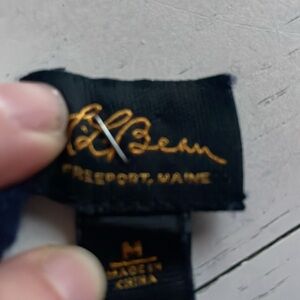 L.L.Bean
FREEPORT, MAINE
M
MADE IN
CHINA